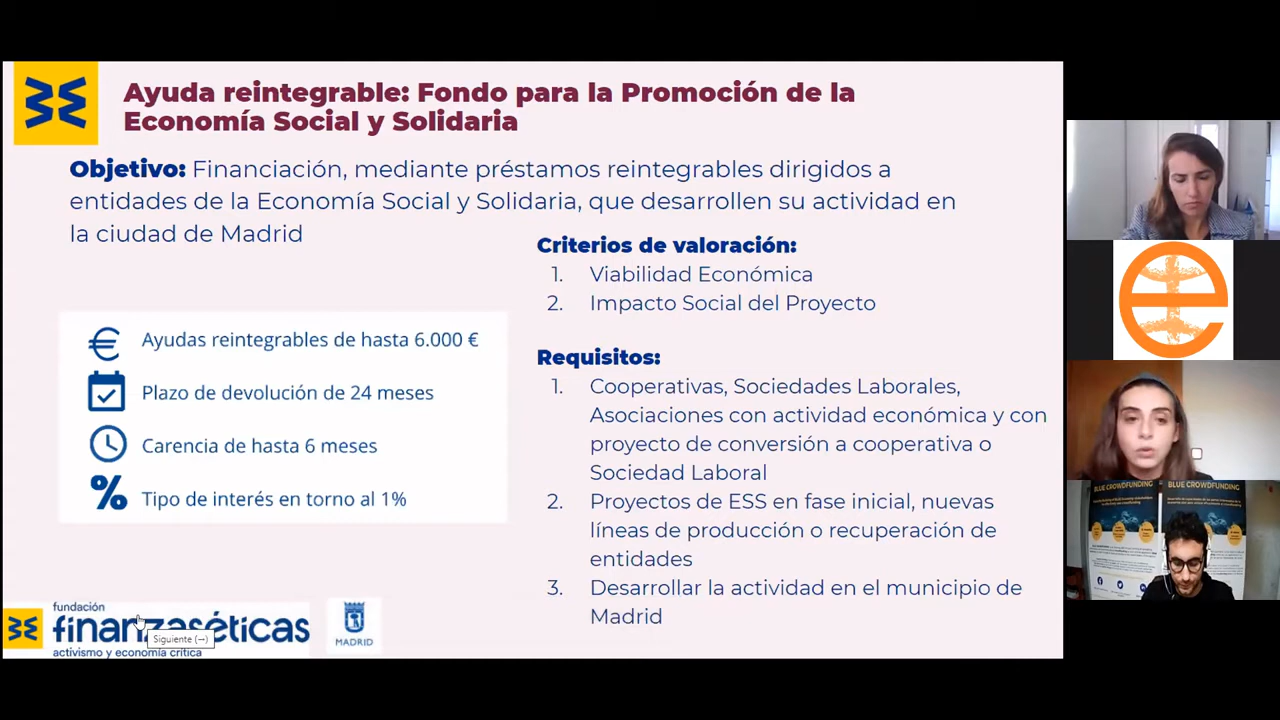 Ayuda reintegrable: Fondo para la Promoción de la
Economía Social y Solidaria
Objetivo: Financiación, mediante préstamos reintegrables dirigidos a
entidades de la Economía Social y Solidaria, que desarrollen su actividad en
la ciudad de Madrid
Ayudas reintegrables de hasta 6.000 €
Plazo de devolución de 24 meses
Carencia de hasta 6 meses
% Tipo de interés en torno al 1%
Criterios de valoración:
1. Viabilidad Económica
2. Impacto Social del Proyecto
Requisitos:
1. Cooperativas, Sociedades Laborales,
Asociaciones con actividad económica y con
proyecto de conversión a cooperativa o
Sociedad Laboral
2. Proyectos de ESS en fase inicial, nuevas
líneas de producción o recuperación de
entidades
3. Desarrollar la actividad en el municipio de
Madrid
fundación
finanzaséticas
activismo y economía crítica
Siguiente (→)
MADRID
BLUE CROWDFUNDING
BLUE CROWDFUNDING